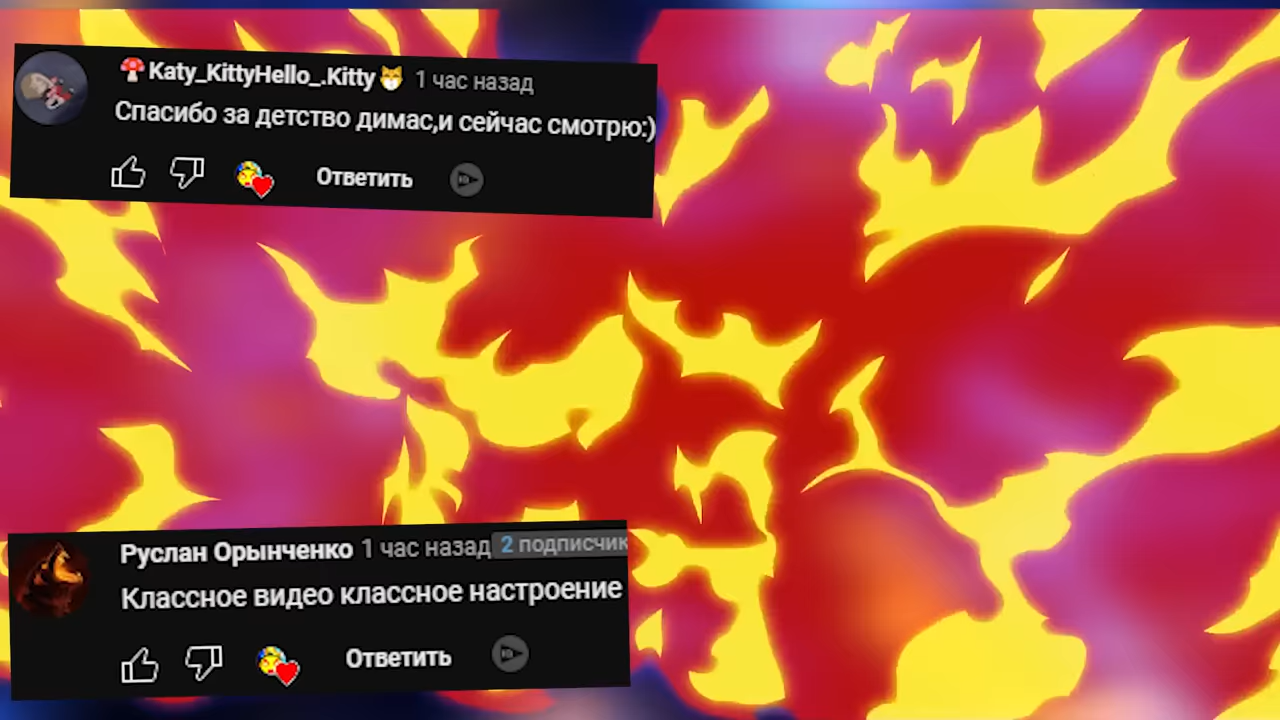 🍄Katy_KittyHello_.Kitty🐱 1 час назад
Спасибо за детство димас,и сейчас смотрю:)
Ответить
Руслан Орынченко 1 час назад 2 подписчик
Классное видео классное настроение
Ответить